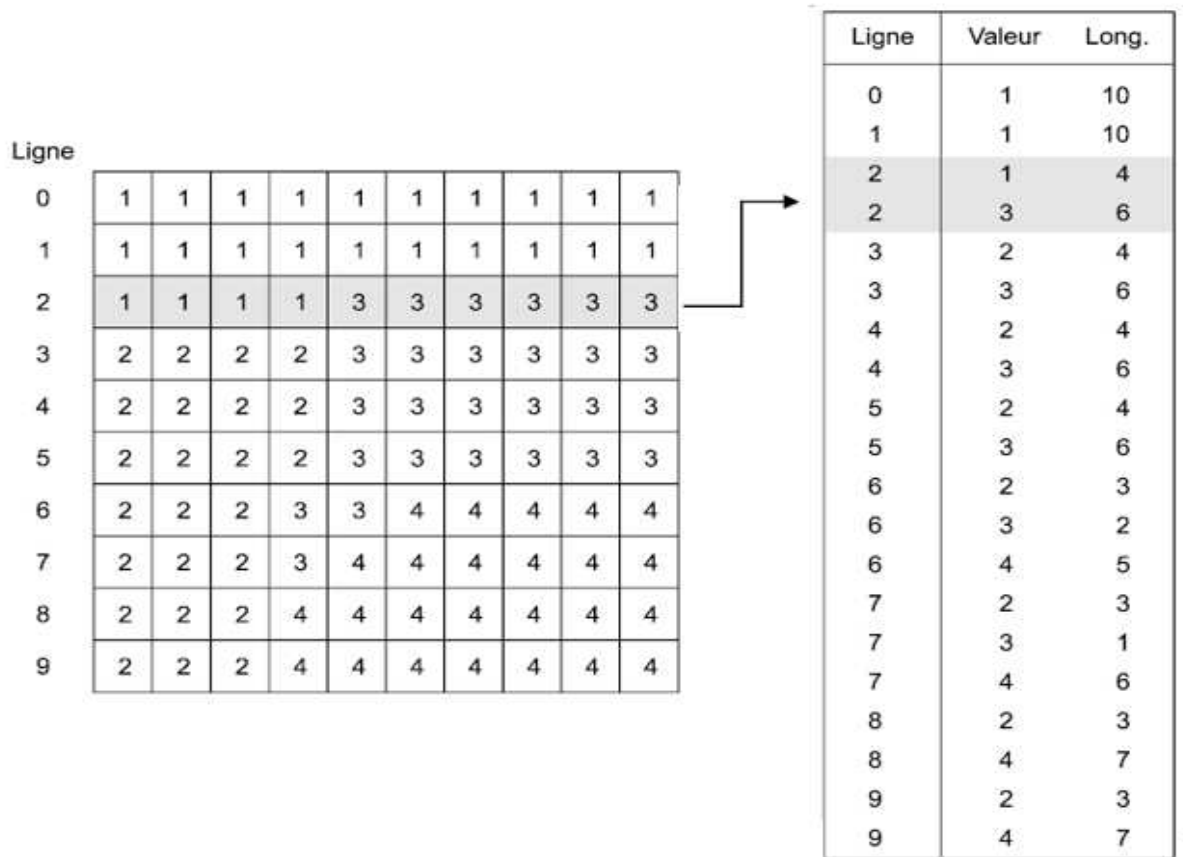 Ligne
0 1 1 1 1 1 1 1 1 1 1
1 1 1 1 1 1 1 1 1 1 1
2 1 1 1 1 3 3 3 3 3 3
3 2 2 2 2 3 3 3 3 3 3
4 2 2 2 2 3 3 3 3 3 3
5 2 2 2 2 3 3 3 3 3 3
6 2 2 2 3 3 4 4 4 4 4
7 2 2 2 3 4 4 4 4 4 4
8 2 2 2 4 4 4 4 4 4 4
9 2 2 2 4 4 4 4 4 4 4
Ligne Valeur Long.
0 1 10
1 1 10
2 1 4
2 3 6
3 2 4
3 3 6
4 2 4
4 3 6
5 2 4
5 3 6
6 2 3
6 3 2
6 4 5
7 2 3
7 3 1
7 4 6
8 2 3
8 4 7
9 2 3
9 4 7